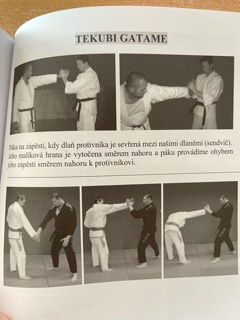 TEKUBI GATAME
Páka na zápěstí, kdy dlaň protivníka je sevřená mezi našimi dlaněmi (sendvič).
Jeho malíková hrana je vytočena směrem nahoru a páku provádíme ohybem
jeho zápěstí směrem nahoru k protivníkovi.